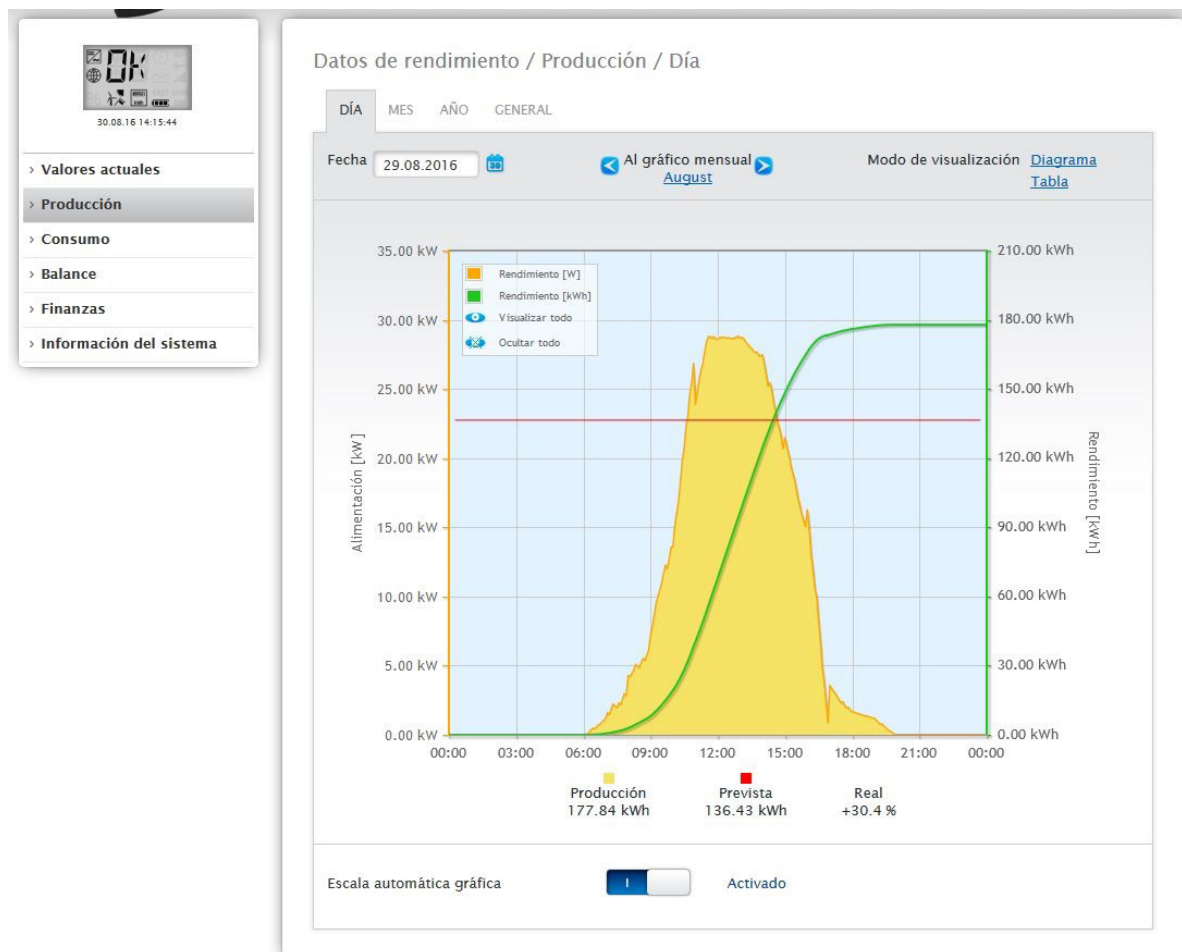 OK
30.08.16 14:15:44
› Valores actuales
› Producción
› Consumo
› Balance
› Finanzas
› Información del sistema
Datos de rendimiento / Producción / Día
DÍA MES AÑO GENERAL
Fecha 29.08.2016 30 Al gráfico mensual Modo de visualización Diagrama
August Tabla
35.00 kW 210.00 kWh
Rendimiento [W]
Rendimiento [kWh]
Visualizar todo
30.00 kW 180.00 kWh
Ocultar todo
25.00 kW 150.00 kWh
Alimentación [kW]
Rendimiento [kWh]
20.00 kW 120.00 kWh
15.00 kW 90.00 kWh
10.00 kW 60.00 kWh
5.00 kW 30.00 kWh
0.00 kW 0.00 kWh
00:00 03:00 06:00 09:00 12:00 15:00 18:00 21:00 00:00
Producción Prevista Real
177.84 kWh 136.43 kWh +30.4 %
Escala automática gráfica I Activado